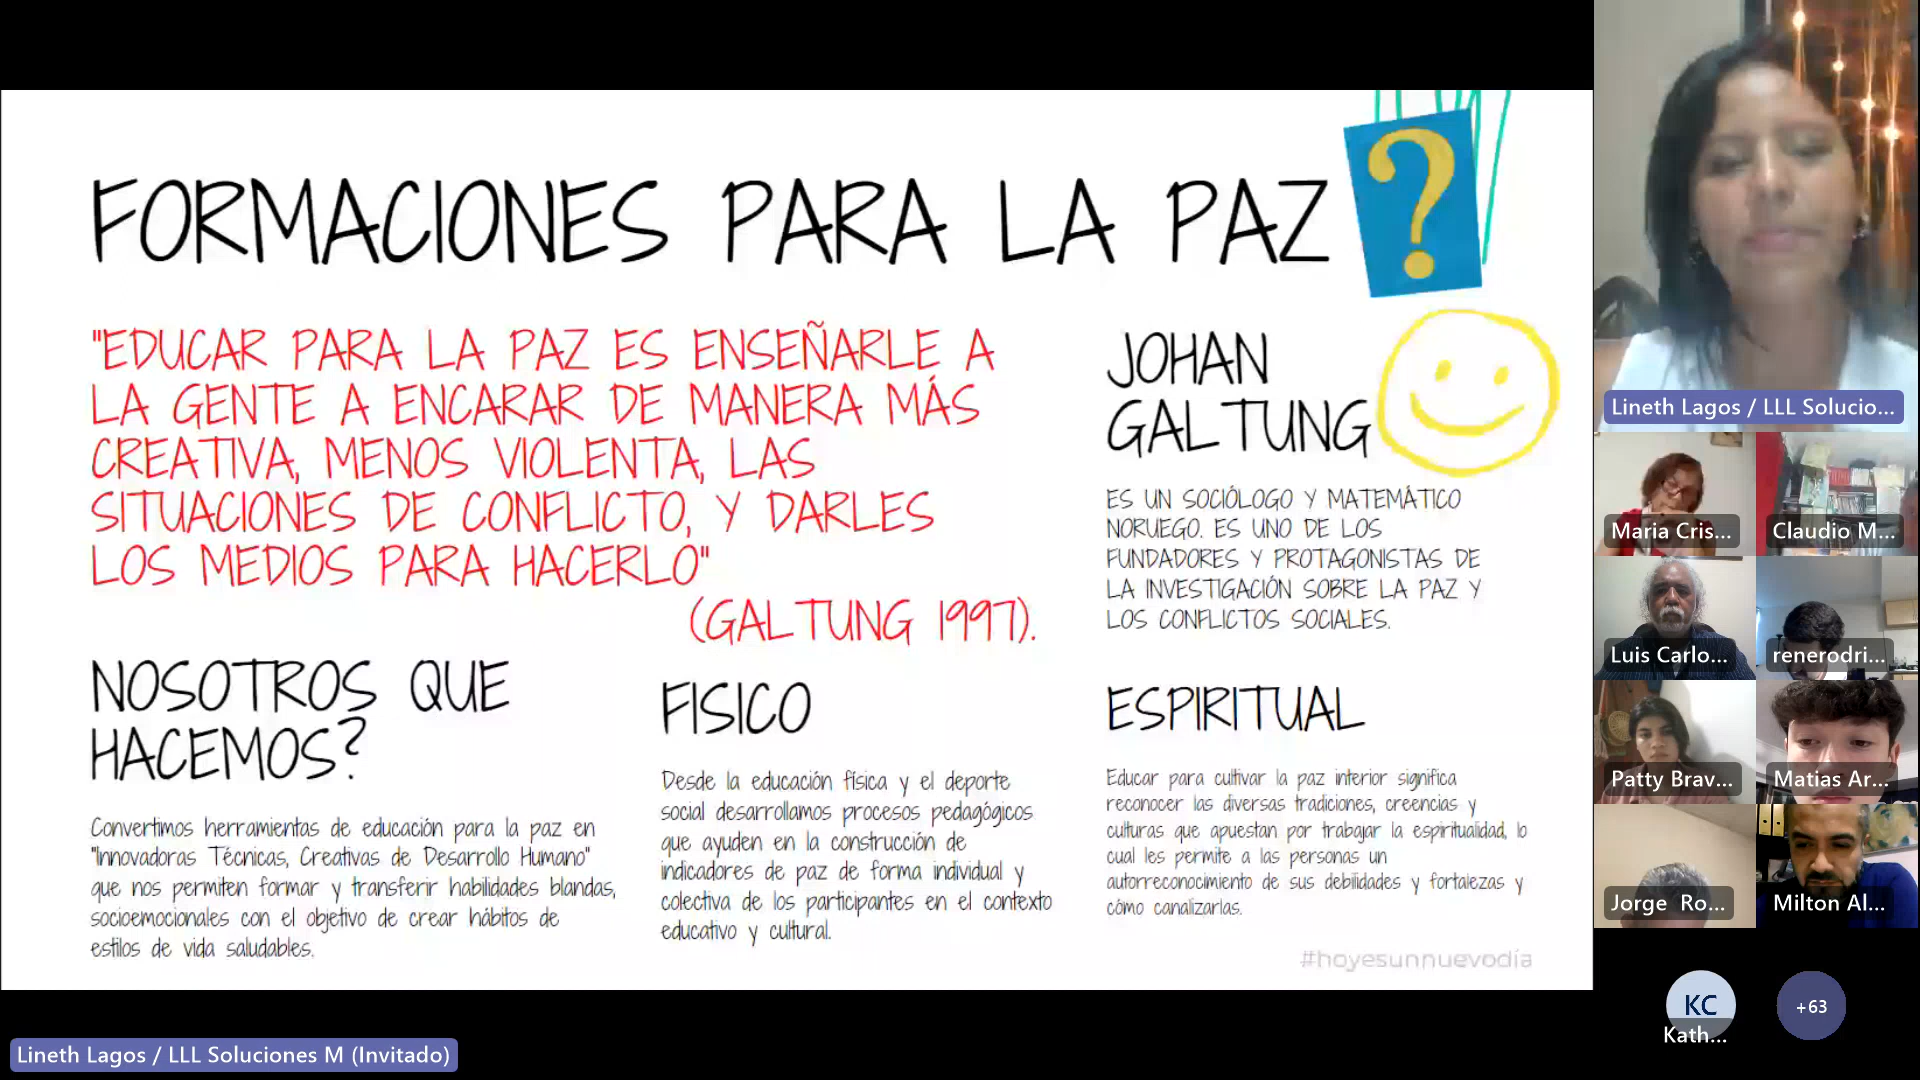 FORMACIONES PARA LA PAZ
?
"EDUCAR PARA LA PAZ ES ENSEÑARLE A
LA GENTE A ENCARAR DE MANERA MÁS
CREATIVA, MENOS VIOLENTA, LAS
SITUACIONES DE CONFLICTO, Y DARLES
LOS MEDIOS PARA HACERLO"
(GALTUNG 1997).
JOHAN
GALTUNG
ES UN SOCIÓLOGO Y MATEMÁTICO
NORUEGO. ES UNO DE LOS
FUNDADORES Y PROTAGONISTAS DE
LA INVESTIGACIÓN SOBRE LA PAZ Y
LOS CONFLICTOS SOCIALES.
NOSOTROS QUE
HACEMOS?
Convertimos herramientas de educación para la paz en
"Innovadoras Técnicas, Creativas de Desarrollo Humano"
que nos permiten formar y transferir habilidades blandas,
socioemocionales con el objetivo de crear hábitos de
estilos de vida saludables.
FISICO
Desde la educación física y el deporte
social desarrollamos procesos pedagógicos
que ayuden en la construcción de
indicadores de paz de forma individual y
colectiva de los participantes en el contexto
educativo y cultural.
ESPIRITUAL
Educar para cultivar la paz interior significa
reconocer las diversas tradiciones, creencias y
culturas que apuestan por trabajar la espiritualidad, lo
cual les permite a las personas un
autorreconocimiento de sus debilidades y fortalezas y
cómo canalizarlas.
#hoyesunnuevodía
Lineth Lagos / LLL Solucio...
Maria Cris...
Claudio M...
Luis Carlo...
renerodri...
Patty Brav...
Matias Ar...
Jorge Ro...
Milton Al...
KC
Kath...
+63
Lineth Lagos / LLL Soluciones M (Invitado)